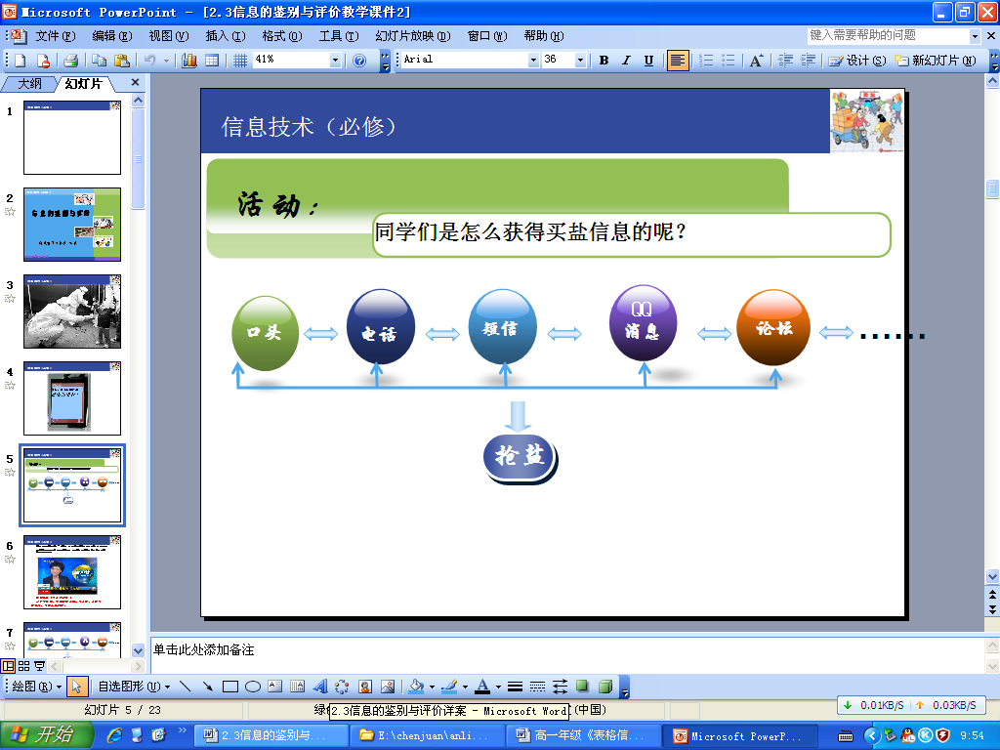 Microsoft PowerPoint - [2.3信息的鉴别与评价教学课件2]
文件(F) 编辑(E) 视图(V) 插入(I) 格式(O) 工具(T) 幻灯片放映(D) 窗口(W) 帮助(H) 键入需要帮助的问题
41% Arial 36 B I U A 设计(S) 新幻灯片(N)
大纲 幻灯片
1
2
3
4
5
6
7
信息技术（必修）
活动：
同学们是怎么获得买盐信息的呢?
口头 电话 短信 QQ消息 论坛 ......
抢盐
单击此处添加备注
绘图(R) 自选图形(U) A
幻灯片 5 / 23
2.3信息的鉴别与评价详案 - Microsoft Word
(中国)
0.01KB/S 0.03KB/S
开始 2.3信息的鉴别与... E:\chenjuan\anli... 高一年级《表格信... Microsoft PowerP... 9:54